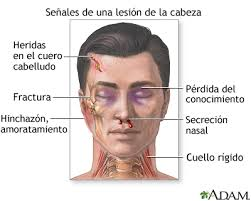 Señales de una lesión de la cabeza
Heridas
en el cuero
cabelludo
Fractura
Hinchazón,
amoratamiento
Pérdida del
conocimiento
Secreción
nasal
Cuello rígido
ADAM.